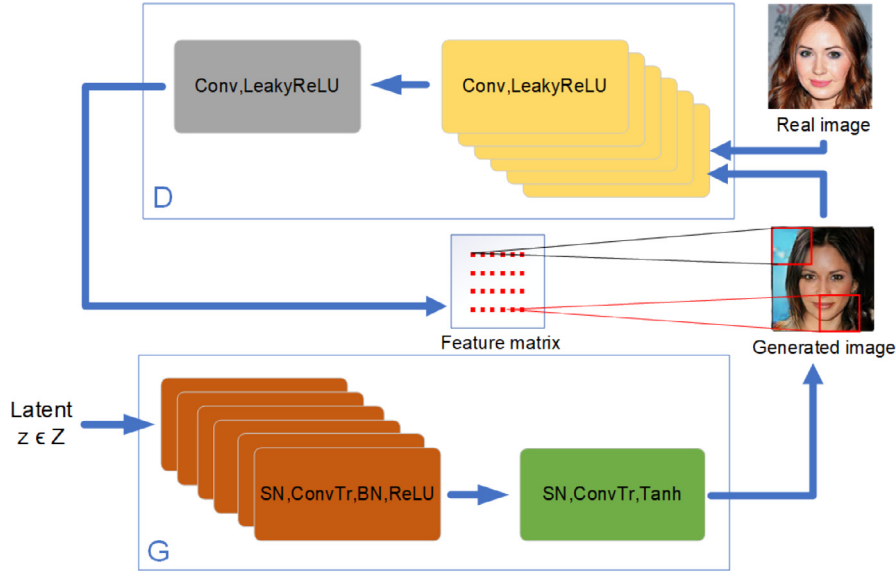 Conv,LeakyReLU
Conv,LeakyReLU
Real image
D
Feature matrix
Generated image
Latent
z ϵ Z
SN,ConvTr,BN,ReLU
SN,ConvTr,Tanh
G